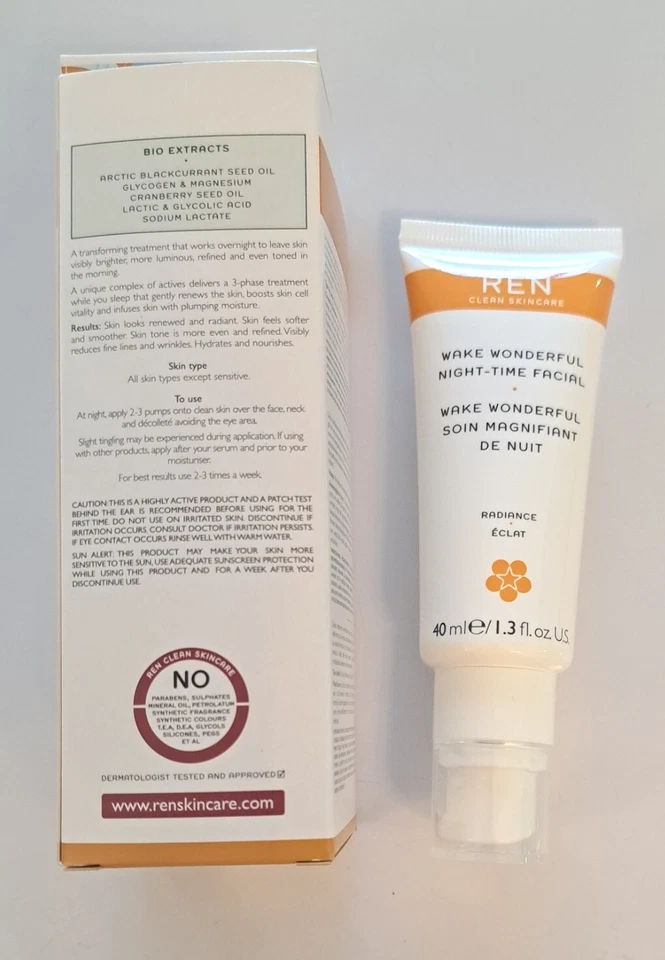 BIO EXTRACTS
•
ARCTIC BLACKCURRANT SEED OIL
GLYCOGEN & MAGNESIUM
CRANBERRY SEED OIL
LACTIC & GLYCOLIC ACID
SODIUM LACTATE
A transforming treatment that works overnight to leave skin
visibly brighter, more luminous, refined and even toned in
the morning.
A unique complex of actives delivers a 3-phase treatment
while you sleep that gently renews the skin, boosts skin cell
vitality and infuses skin with plumping moisture.
Results: Skin looks renewed and radiant. Skin feels softer
and smoother. Skin tone is more even and refined. Visibly
reduces fine lines and wrinkles. Hydrates and nourishes.
Skin type
All skin types except sensitive.
To use
At night, apply 2-3 pumps onto clean skin over the face, neck
and décolleté avoiding the eye area.
Slight tingling may be experienced during application. If using
with other products, apply after your serum and prior to your
moisturiser.
For best results use 2-3 times a week.
CAUTION: THIS IS A HIGHLY ACTIVE PRODUCT AND A PATCH TEST
BEHIND THE EAR IS RECOMMENDED BEFORE USING FOR THE
FIRST TIME. DO NOT USE ON IRRITATED SKIN. DISCONTINUE IF
IRRITATION OCCURS. CONSULT DOCTOR IF IRRITATION PERSISTS.
IF EYE CONTACT OCCURS RINSE WELL WITH WARM WATER.
SUN ALERT: THIS PRODUCT MAY MAKE YOUR SKIN MORE
SENSITIVE TO THE SUN, USE ADEQUATE SUNSCREEN PROTECTION
WHILE USING THIS PRODUCT AND FOR A WEEK AFTER YOU
DISCONTINUE USE.
REN CLEAN SKINCARE
NO
PARABENS, SULPHATES
MINERAL OIL, PETROLATUM
SYNTHETIC FRAGRANCE
SYNTHETIC COLOURS
T.E.A, D.E.A, GLYCOLS
SILICONES, PEGS
ET AL
DERMATOLOGIST TESTED AND APPROVED ☑
www.renskincare.com
REN
CLEAN SKINCARE
WAKE WONDERFUL
NIGHT-TIME FACIAL
•
WAKE WONDERFUL
SOIN MAGNIFIANT
DE NUIT
RADIANCE
•
ÉCLAT
40 ml℮/1.3 fl. oz. U.S.